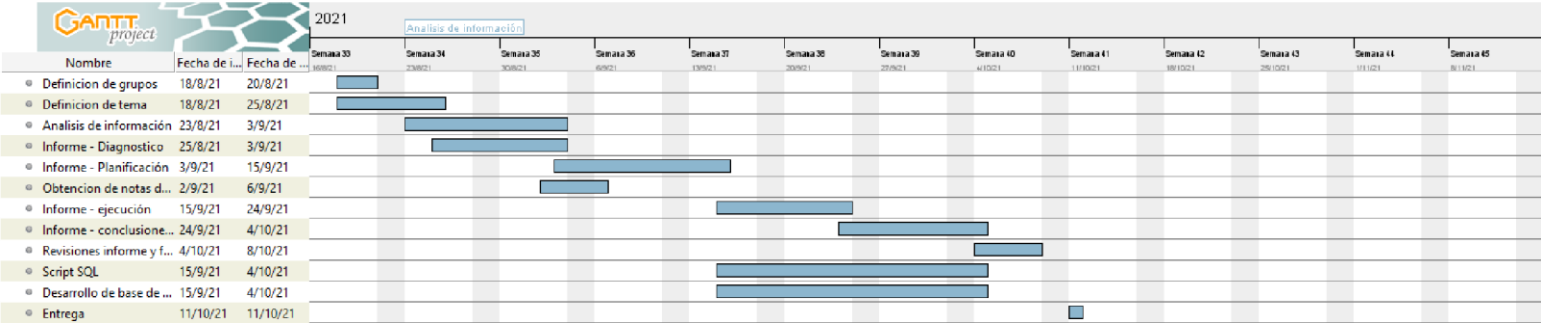 GANTT
project
2021
Analisis de información
Semana 33 Semana 34 Semana 35 Semana 36 Semana 37 Semana 38 Semana 39 Semana 40 Semana 41 Semana 42 Semana 43 Semana 44 Semana 45
16/8/21 23/8/21 30/8/21 6/9/21 13/9/21 20/9/21 27/9/21 4/10/21 11/10/21 18/10/21 25/10/21 1/11/21 8/11/21
Nombre Fecha de i... Fecha de ...
Definicion de grupos 18/8/21 20/8/21
Definicion de tema 18/8/21 25/8/21
Analisis de información 23/8/21 3/9/21
Informe - Diagnostico 25/8/21 3/9/21
Informe - Planificación 3/9/21 15/9/21
Obtencion de notas d... 2/9/21 6/9/21
Informe - ejecución 15/9/21 24/9/21
Informe - conclusione... 24/9/21 4/10/21
Revisiones informe y f... 4/10/21 8/10/21
Script SQL 15/9/21 4/10/21
Desarrollo de base de ... 15/9/21 4/10/21
Entrega 11/10/21 11/10/21